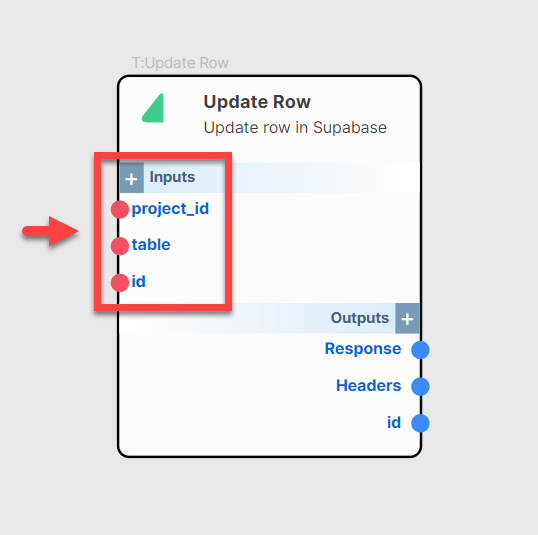 T:Update Row
Update Row
Update row in Supabase
+ Inputs
project_id
table
id
Outputs +
Response
Headers
id